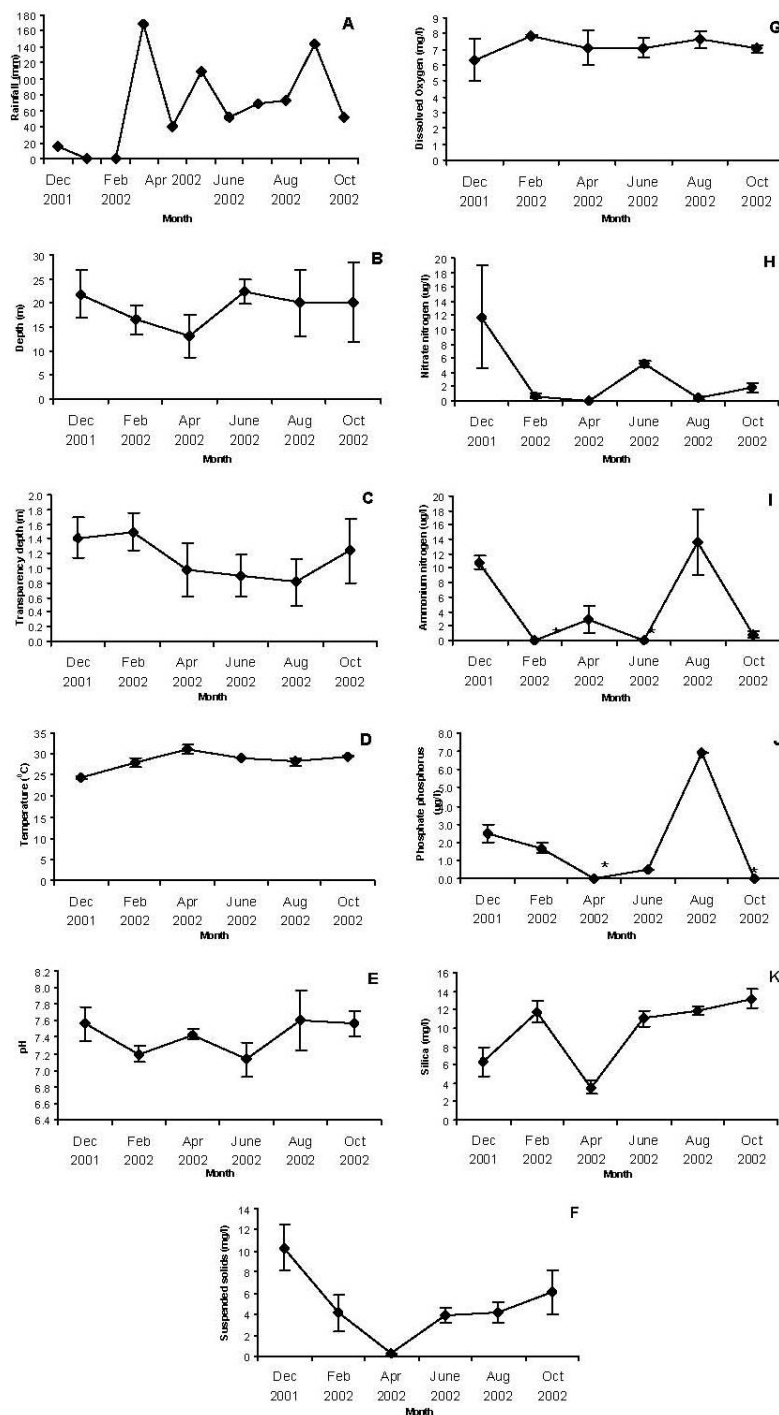 A
Rainfall (mm)
180
160
140
120
100
80
60
40
20
0
Dec Feb Apr 2002 June Aug Oct
2001 2002 2002 2002 2002
Month
B
Depth (m)
30
25
20
15
10
5
0
Dec Feb Apr June Aug Oct
2001 2002 2002 2002 2002 2002
Month
C
Transparency depth (m)
2.0
1.8
1.6
1.4
1.2
1.0
0.8
0.6
0.4
0.2
0.0
Dec Feb Apr June Aug Oct
2001 2002 2002 2002 2002 2002
Month
D
Temperature (°C)
35
30
25
20
15
10
5
0
Dec Feb Apr June Aug Oct
2001 2002 2002 2002 2002 2002
Month
E
pH
8.2
8.0
7.8
7.6
7.4
7.2
7.0
6.8
6.6
6.4
Dec Feb Apr June Aug Oct
2001 2002 2002 2002 2002 2002
Month
F
Suspended solids (mg/l)
14
12
10
8
6
4
2
0
Dec Feb Apr June Aug Oct
2001 2002 2002 2002 2002 2002
Month
G
Dissolved Oxygen (mg/l)
9
8
7
6
5
4
3
2
1
0
Dec Feb Apr June Aug Oct
2001 2002 2002 2002 2002 2002
Month
H
Nitrate nitrogen (ug/l)
20
18
16
14
12
10
8
6
4
2
0
Dec Feb Apr June Aug Oct
2001 2002 2002 2002 2002 2002
Month
I
Ammonium nitrogen (ug/l)
20
18
16
14
12
10
8
6
4
2
0
* *
Dec Feb Apr June Aug Oct
2001 2002 2002 2002 2002 2002
Month
J
Phosphate phosphorus
(ug/l)
8.0
7.0
6.0
5.0
4.0
3.0
2.0
1.0
0.0
* *
Dec Feb Apr June Aug Oct
2001 2002 2002 2002 2002 2002
Month
K
Silica (mg/l)
16
14
12
10
8
6
4
2
0
Dec Feb Apr June Aug Oct
2001 2002 2002 2002 2002 2002
Month